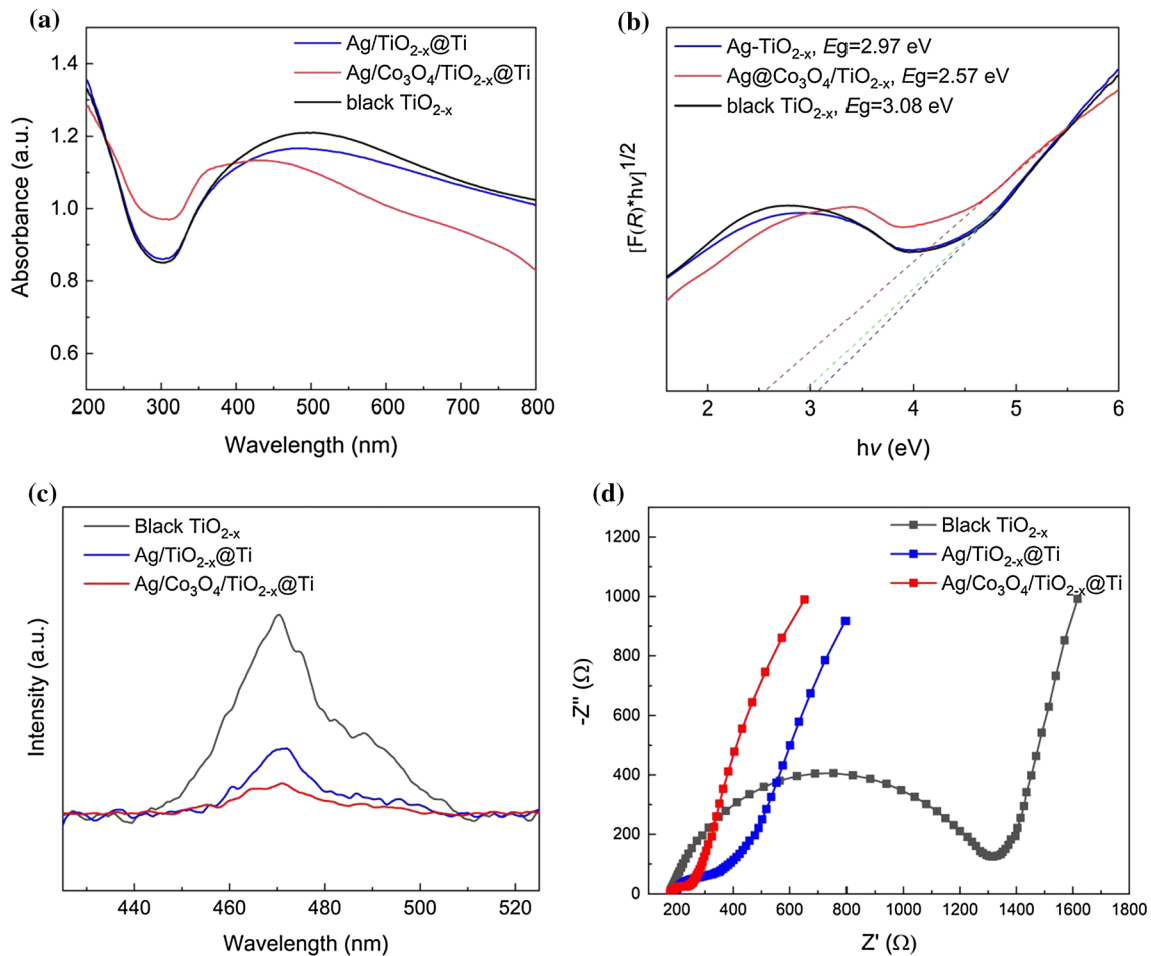 (a)
Ag/TiO2-x@Ti
Ag/Co3O4/TiO2-x@Ti
black TiO2-x
1.4
1.2
1.0
0.8
0.6
Absorbance (a.u.)
200 300 400 500 600 700 800
Wavelength (nm)
(b)
Ag-TiO2-x, Eg=2.97 eV
Ag@Co3O4/TiO2-x, Eg=2.57 eV
black TiO2-x, Eg=3.08 eV
[F(R)*hv]1/2
2 3 4 5 6
hv (eV)
(c)
Black TiO2-x
Ag/TiO2-x@Ti
Ag/Co3O4/TiO2-x@Ti
Intensity (a.u.)
440 460 480 500 520
Wavelength (nm)
(d)
Black TiO2-x
Ag/TiO2-x@Ti
Ag/Co3O4/TiO2-x@Ti
1200
1000
800
600
400
200
0
-Z'' (Ω)
200 400 600 800 1000 1200 1400 1600 1800
Z' (Ω)